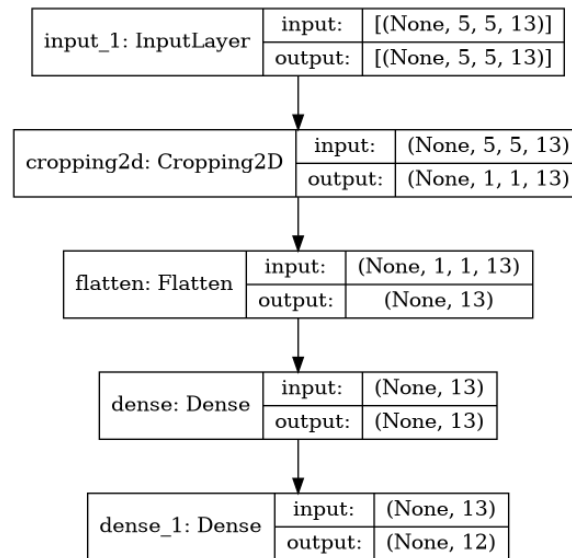 input_1: InputLayer
input: [(None, 5, 5, 13)]
output: [(None, 5, 5, 13)]
cropping2d: Cropping2D
input: (None, 5, 5, 13)
output: (None, 1, 1, 13)
flatten: Flatten
input: (None, 1, 1, 13)
output: (None, 13)
dense: Dense
input: (None, 13)
output: (None, 13)
dense_1: Dense
input: (None, 13)
output: (None, 12)